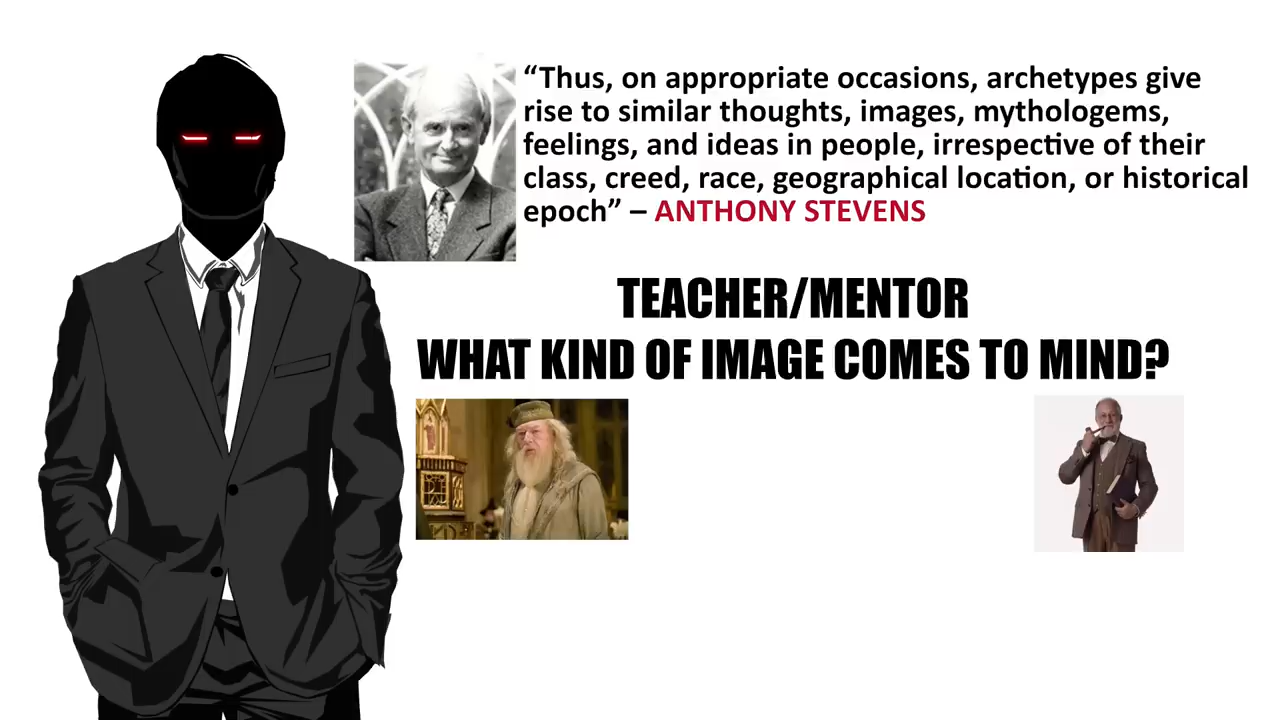 “Thus, on appropriate occasions, archetypes give
rise to similar thoughts, images, mythologems,
feelings, and ideas in people, irrespective of their
class, creed, race, geographical location, or historical
epoch” – ANTHONY STEVENS
TEACHER/MENTOR
WHAT KIND OF IMAGE COMES TO MIND?